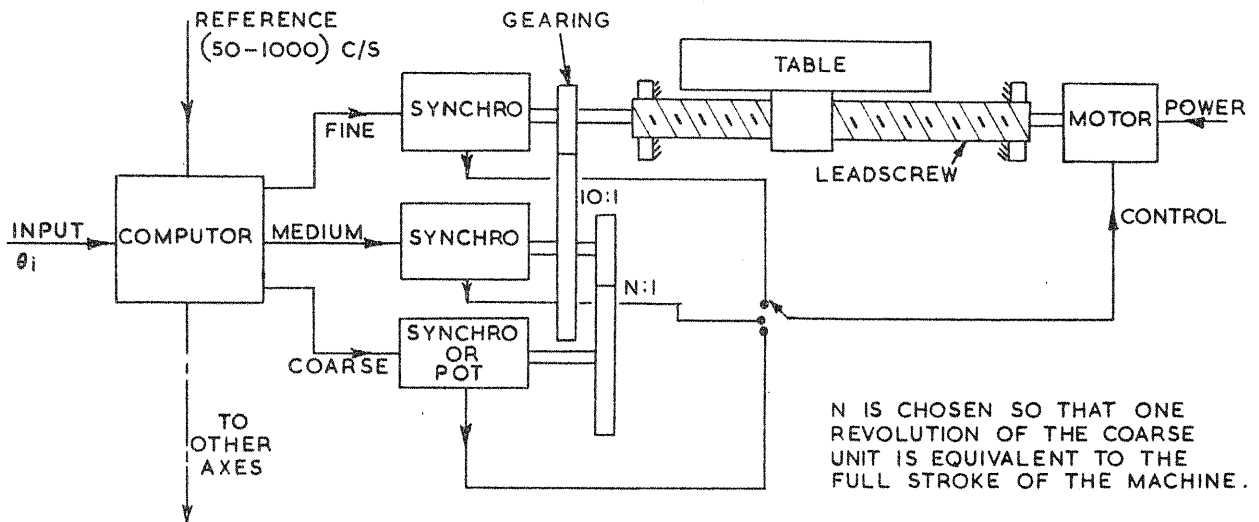 REFERENCE
(50-1000) C/S
GEARING
TABLE
SYNCHRO
FINE
MOTOR
POWER
LEADSCREW
10:1
INPUT
θi
COMPUTOR
MEDIUM
SYNCHRO
CONTROL
N:1
SYNCHRO
OR
POT
COARSE
TO
OTHER
AXES
N IS CHOSEN SO THAT ONE
REVOLUTION OF THE COARSE
UNIT IS EQUIVALENT TO THE
FULL STROKE OF THE MACHINE.